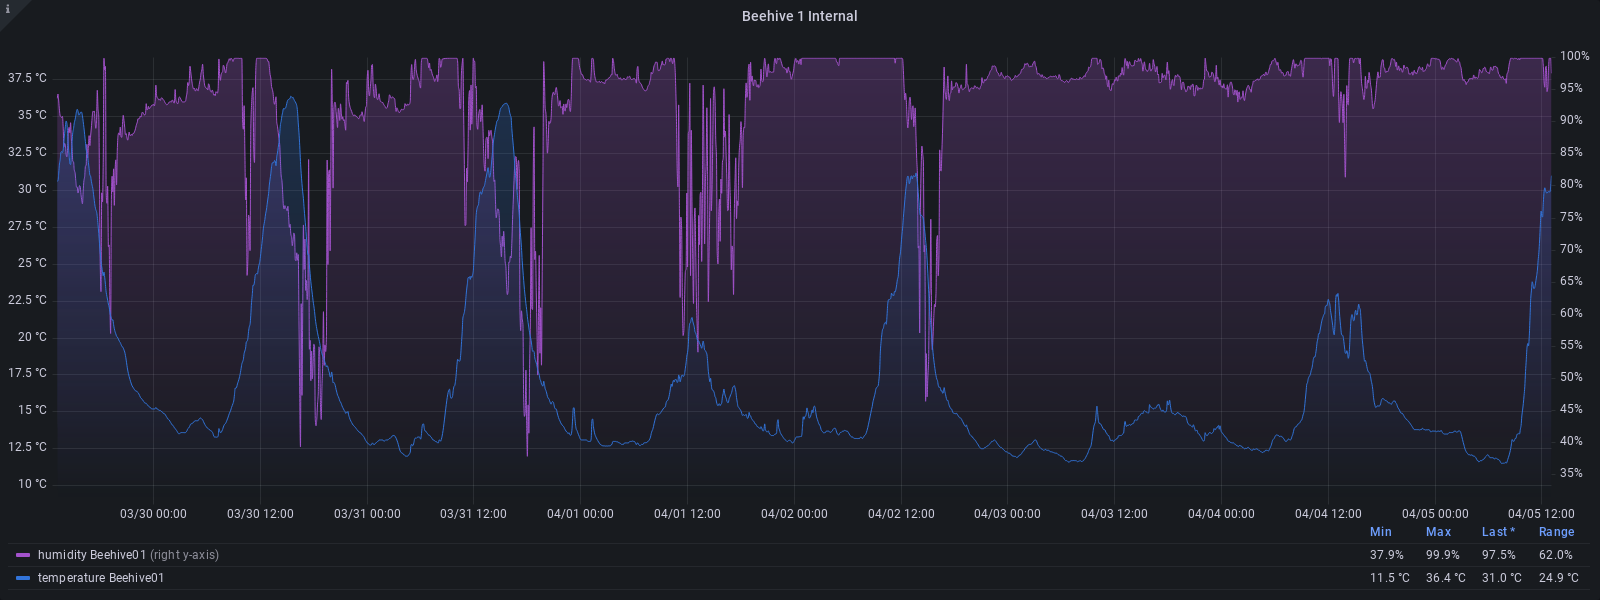 i
Beehive 1 Internal
37.5 °C
35 °C
32.5 °C
30 °C
27.5 °C
25 °C
22.5 °C
20 °C
17.5 °C
15 °C
12.5 °C
10 °C
100%
95%
90%
85%
80%
75%
70%
65%
60%
55%
50%
45%
40%
35%
03/30 00:00 03/30 12:00 03/31 00:00 03/31 12:00 04/01 00:00 04/01 12:00 04/02 00:00 04/02 12:00 04/03 00:00 04/03 12:00 04/04 00:00 04/04 12:00 04/05 00:00 04/05 12:00
Min Max Last * Range
humidity Beehive01 (right y-axis) 37.9% 99.9% 97.5% 62.0%
temperature Beehive01 11.5 °C 36.4 °C 31.0 °C 24.9 °C